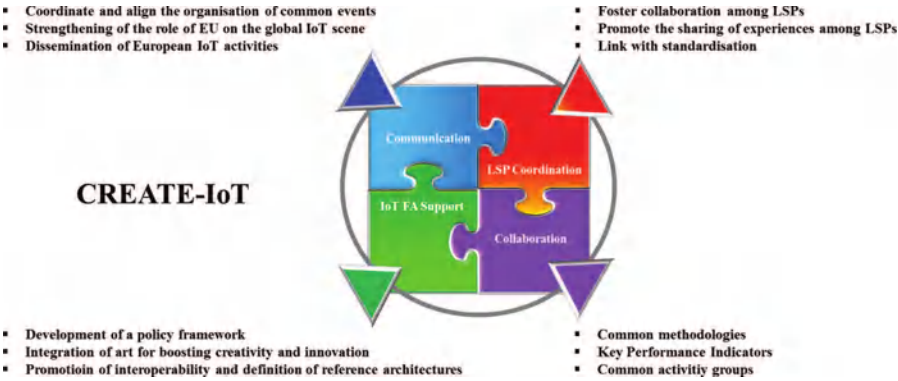 ▪ Coordinate and align the organisation of common events
▪ Strengthening of the role of EU on the global IoT scene
▪ Dissemination of European IoT activities
▪ Foster collaboration among LSPs
▪ Promote the sharing of experiences among LSPs
▪ Link with standardisation
Communication
LSP Coordination
CREATE-IoT
IoT FA Support
Collaboration
▪ Development of a policy framework
▪ Integration of art for boosting creativity and innovation
▪ Promotioin of interoperability and definition of reference architectures
▪ Common methodologies
▪ Key Performance Indicators
▪ Common activitiy groups